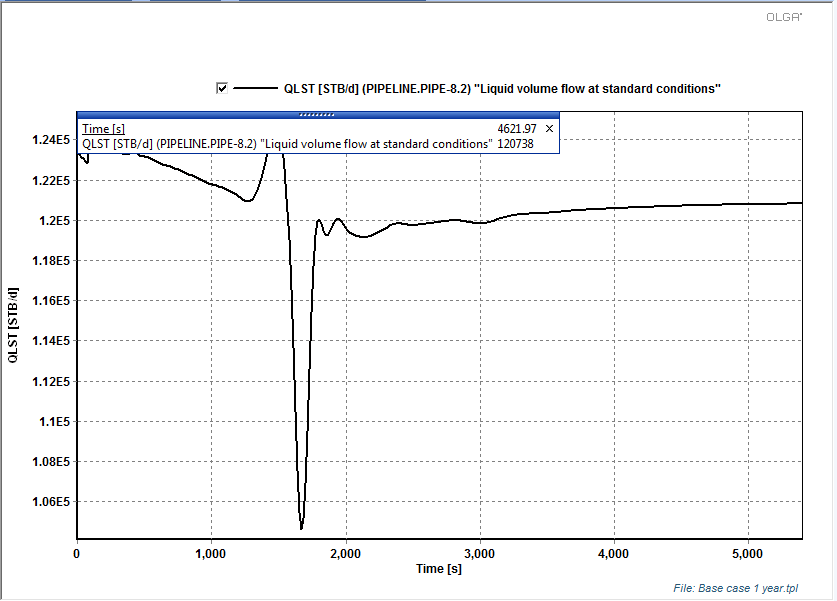 OLGA
QLST [STB/d] (PIPELINE.PIPE-8.2) "Liquid volume flow at standard conditions"
Time [s] 4621.97
QLST [STB/d] (PIPELINE.PIPE-8.2) "Liquid volume flow at standard conditions" 120738
1.24E5
1.22E5
1.2E5
1.18E5
1.16E5
1.14E5
1.12E5
1.1E5
1.08E5
1.06E5
QLST [STB/d]
0 1,000 2,000 3,000 4,000 5,000
Time [s]
File: Base case 1 year.tpl